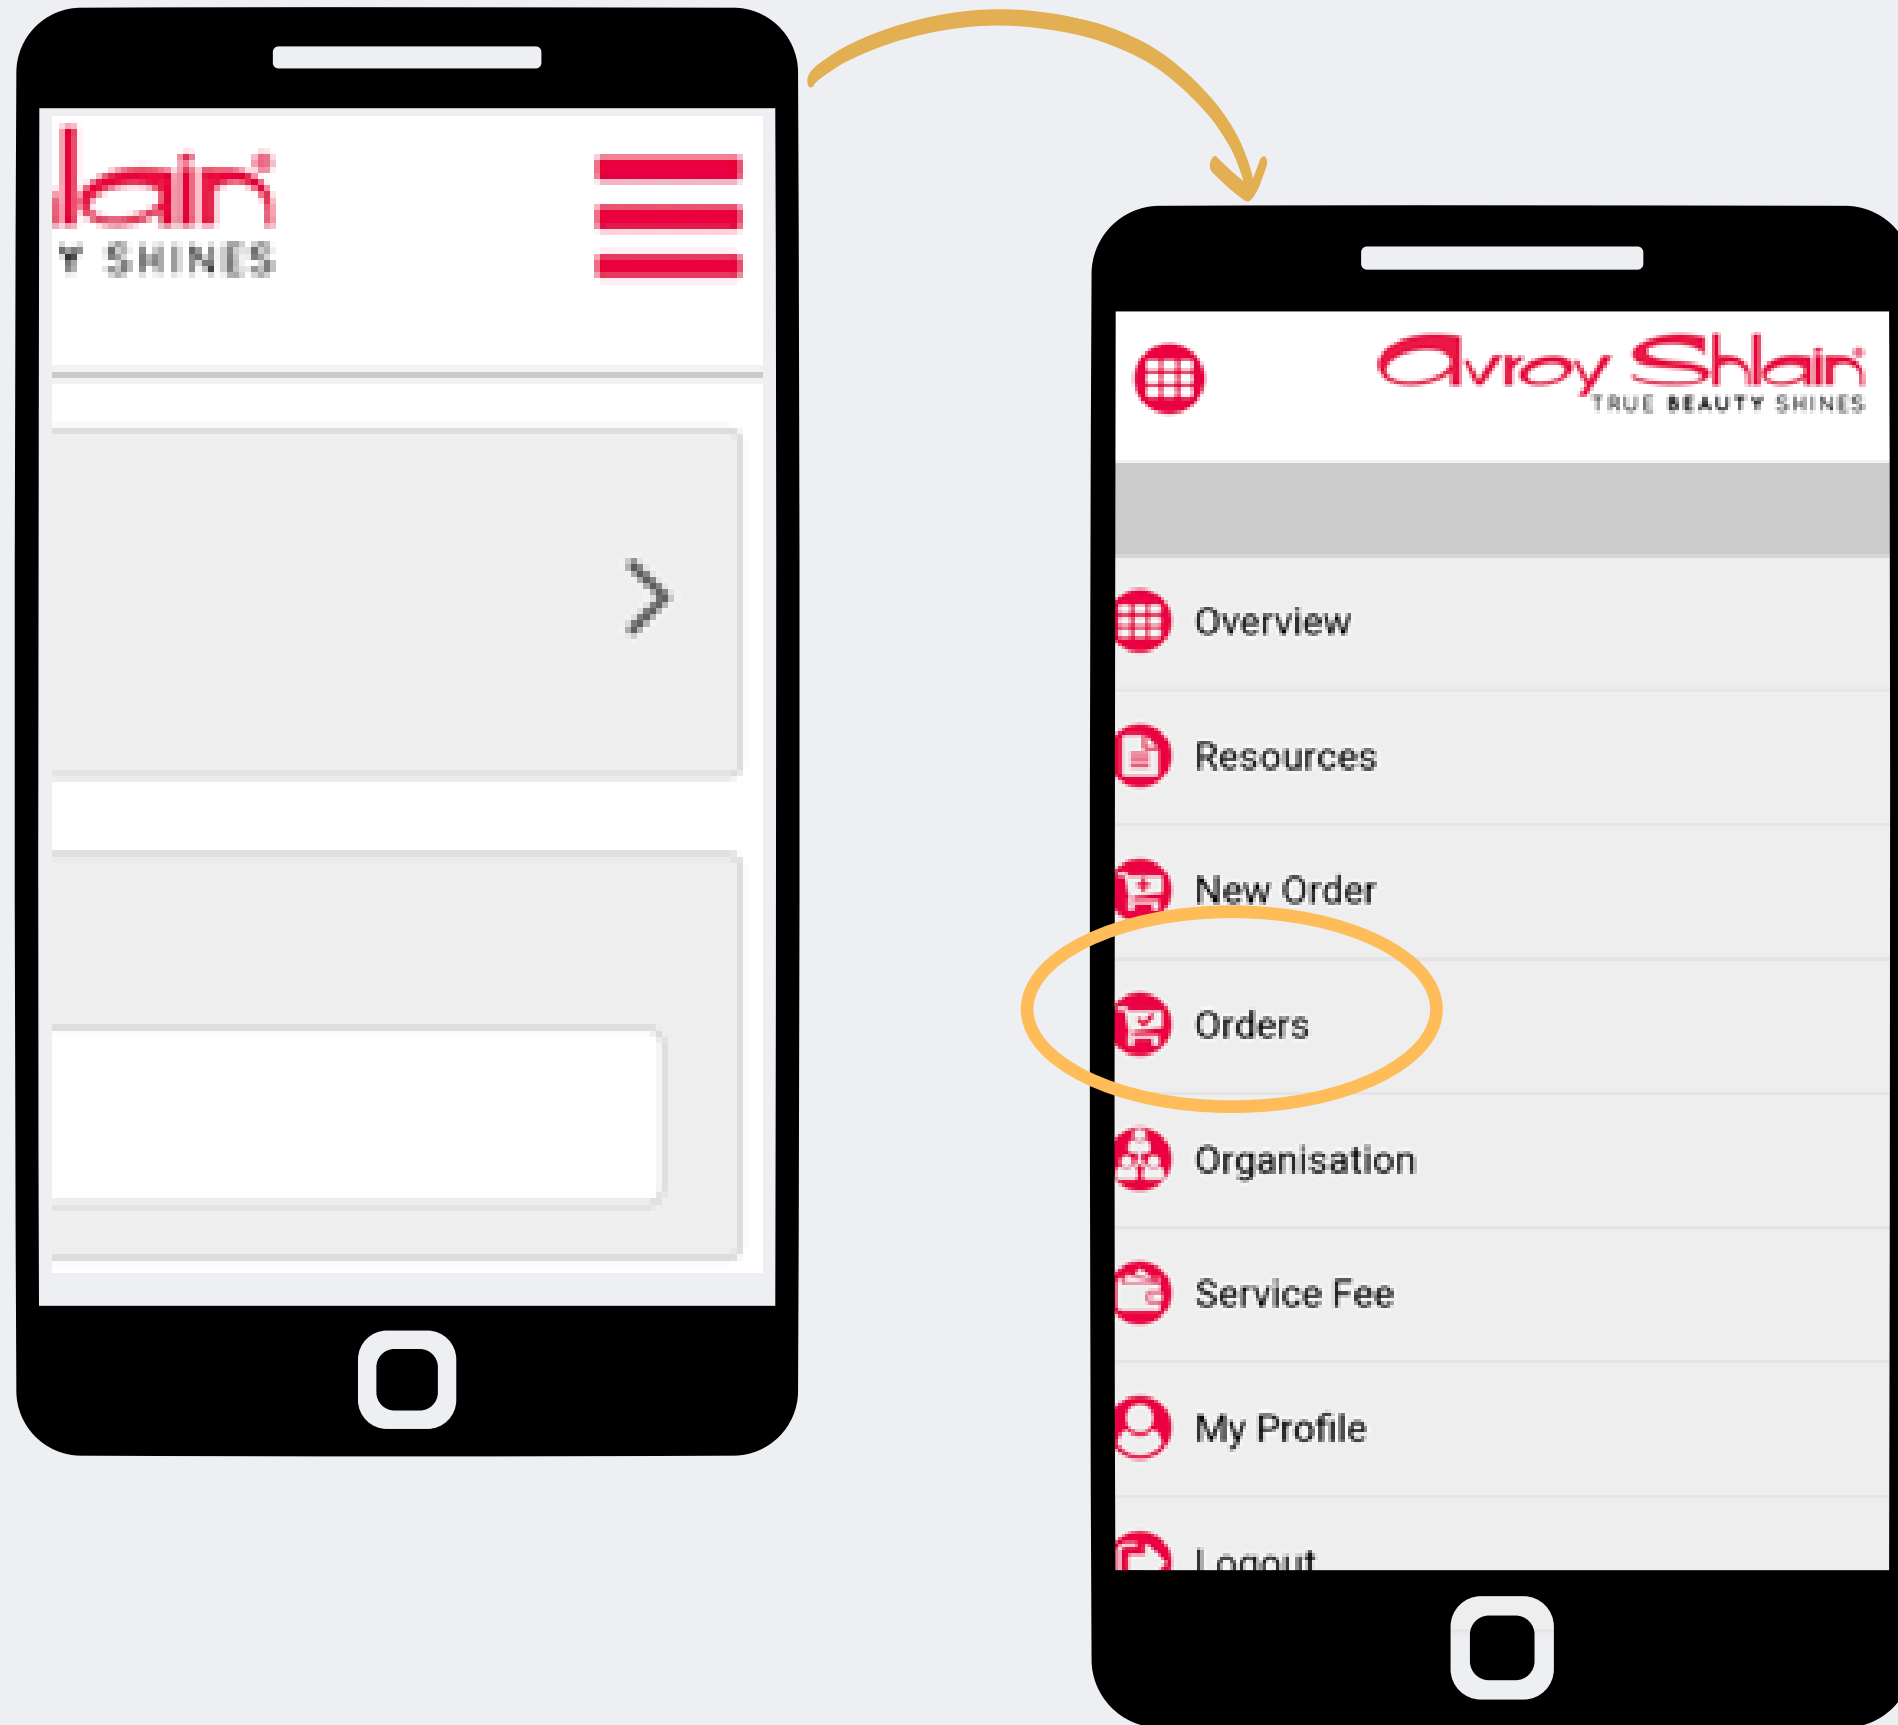 lain
Y SHINES
avroy Shlain
TRUE BEAUTY SHINES
Overview
Resources
New Order
Orders
Organisation
Service Fee
My Profile
Logout